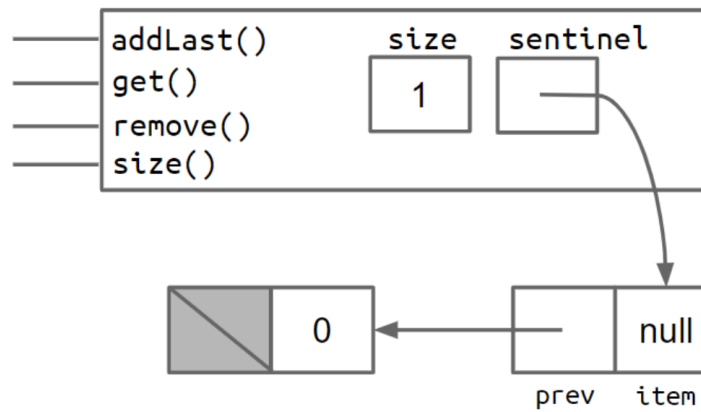 addLast() size sentinel
get() 1
remove()
size()
0 null
prev item